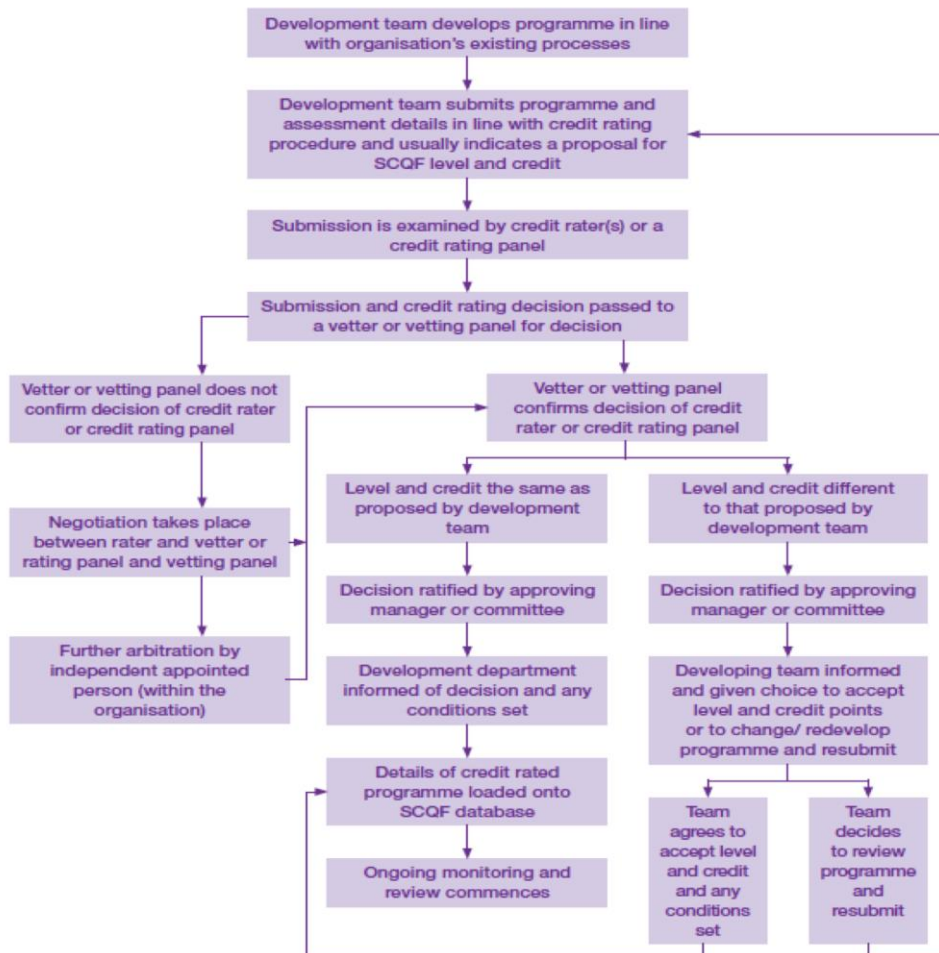 Development team develops programme in line
with organisation's existing processes
Development team submits programme and
assessment details in line with credit rating
procedure and usually indicates a proposal for
SCQF level and credit
Submission is examined by credit rater(s) or a
credit rating panel
Submission and credit rating decision passed to
a vetter or vetting panel for decision
Vetter or vetting panel does not
confirm decision of credit rater
or credit rating panel
Negotiation takes place
between rater and vetter or
rating panel and vetting panel
Further arbitration by
independent appointed
person (within the
organisation)
Vetter or vetting panel
confirms decision of credit
rater or credit rating panel
Level and credit the same as
proposed by development
team
Decision ratified by approving
manager or committee
Development department
informed of decision and any
conditions set
Details of credit rated
programme loaded onto
SCQF database
Ongoing monitoring and
review commences
Level and credit different
to that proposed by
development team
Decision ratified by approving
manager or committee
Developing team informed
and given choice to accept
level and credit points
or to change/ redevelop
programme and resubmit
Team
agrees to
accept level
and credit
and any
conditions
set
Team
decides
to review
programme
and
resubmit